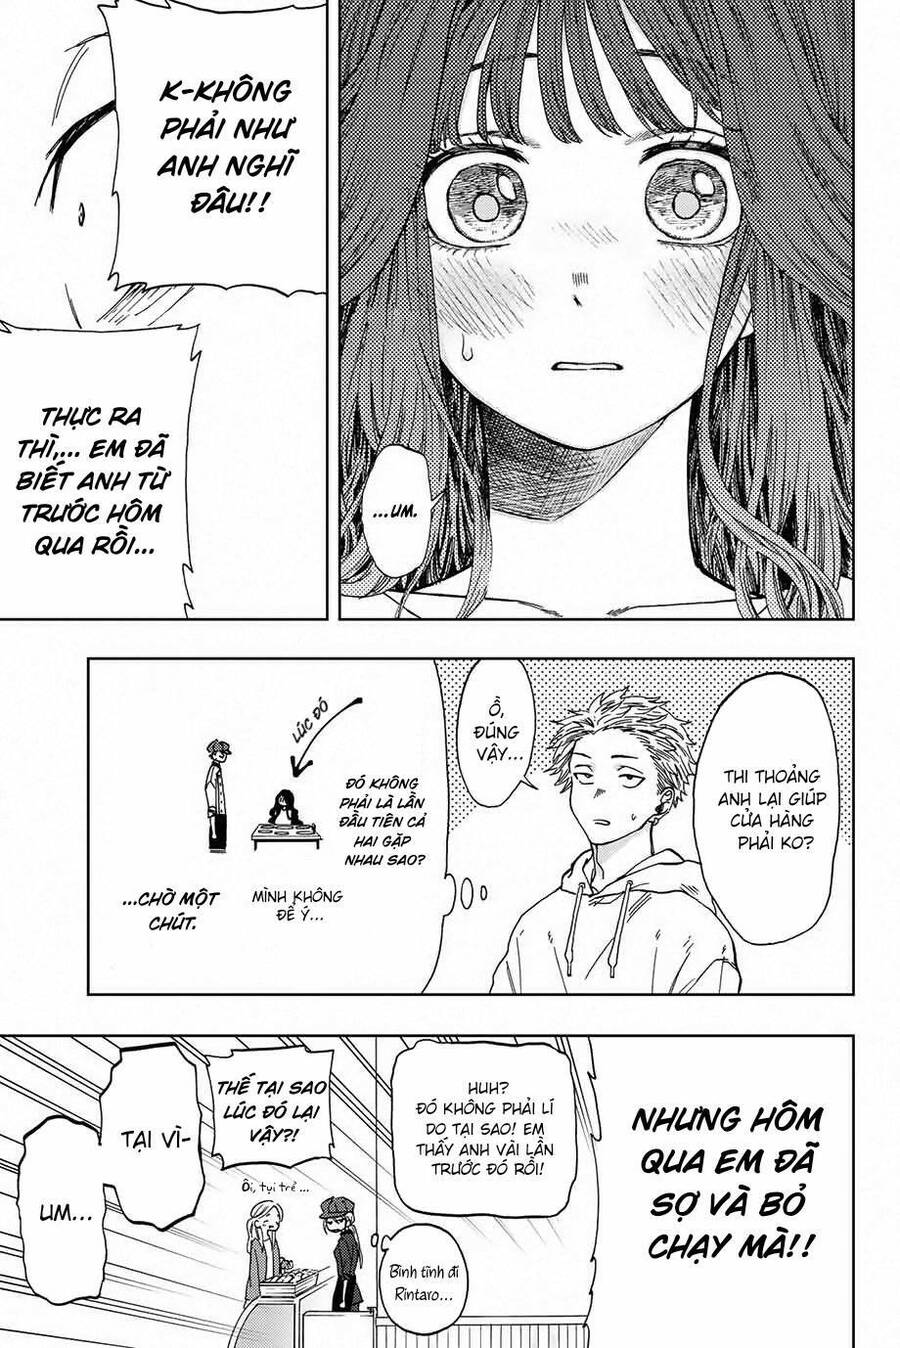 ...UM.
K-KHÔNG
PHẢI NHƯ
ANH NGHĨ
ĐÂU!!
THỰC RA
THÌ,... EM ĐÃ
BIẾT ANH TỪ
TRƯỚC HÔM
QUA RỒI...
THI THOẢNG
ANH LẠI GIÚP
CỬA HÀNG
PHẢI KO?
Ồ,
ĐÚNG
VẬY...
LÚC ĐÓ
ĐÓ KHÔNG
PHẢI LÀ LẦN
ĐẦU TIÊN CẢ
HAI GẶP
NHAU SAO?
MÌNH KHÔNG
ĐỂ Ý...
...CHỜ MỘT
CHÚT.
NHƯNG HÔM
QUA EM ĐÃ
SỢ VÀ BỎ
CHẠY MÀ!!
HUH?
ĐÓ KHÔNG PHẢI LÍ
DO TẠI SAO! EM
THẤY ANH VÀI LẦN
TRƯỚC ĐÓ RỒI!
Bình tĩnh đi
Rintaro...
THẾ TẠI SAO
LÚC ĐÓ LẠI
VẬY?!
Ôi, tụi trẻ ...
TẠI VÌ-
UM...